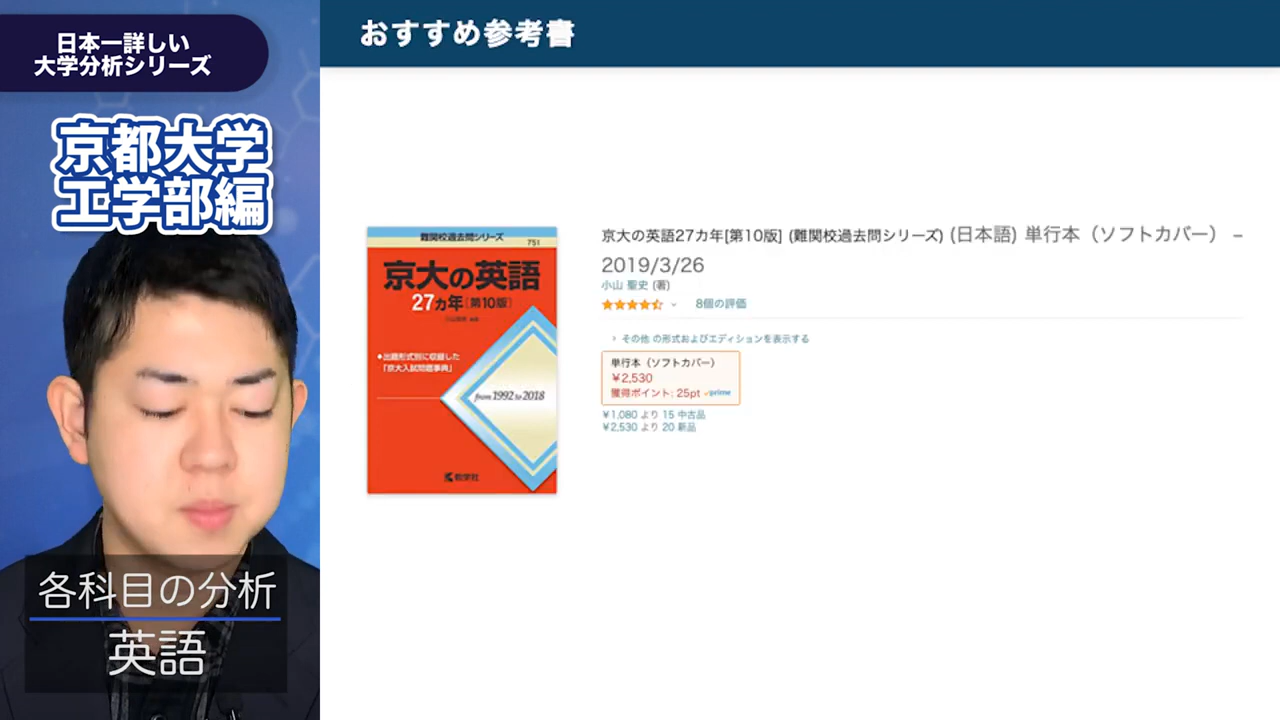 日本一詳しい
大学分析シリーズ
京都大学
工学部編
各科目の分析
英語
おすすめ参考書
難関校過去問シリーズ
751
京大の英語
27ヵ年[第10版]
●出題形式別に収録した
「京大入試問題事典」
from 1992 to 2018
教学社
京大の英語27カ年[第10版] (難関校過去問シリーズ) (日本語) 単行本（ソフトカバー） –
2019/3/26
小山 聖史 (著)
8個の評価
› その他 の形式およびエディションを表示する
単行本（ソフトカバー）
￥2,530
獲得ポイント: 25pt prime
￥1,080 より 15 中古品
￥2,530 より 20 新品